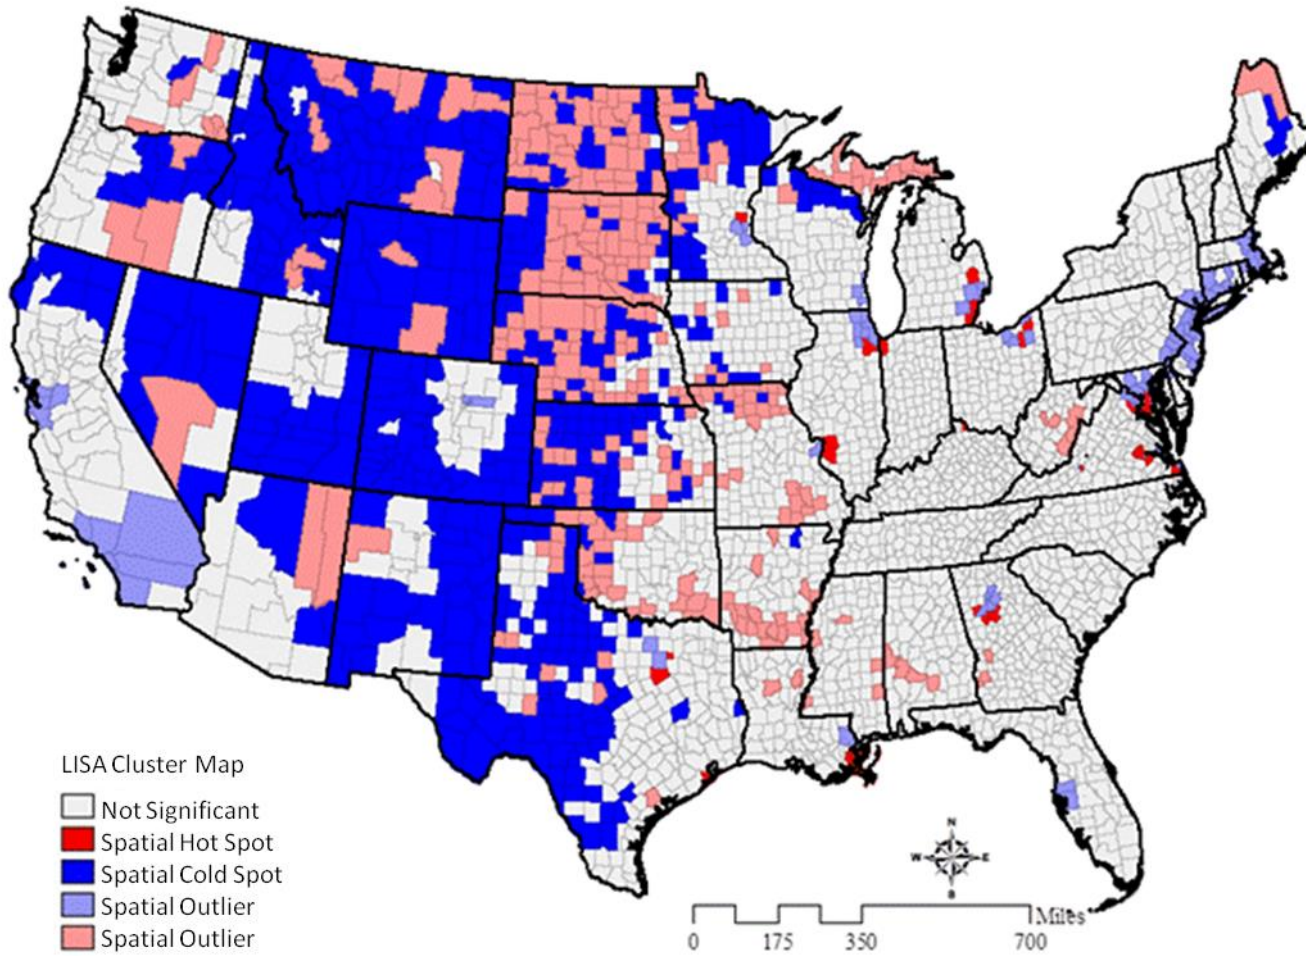 LISA Cluster Map
Not Significant
Spatial Hot Spot
Spatial Cold Spot
Spatial Outlier
Spatial Outlier
N
W E
S
Miles
0 175 350 700